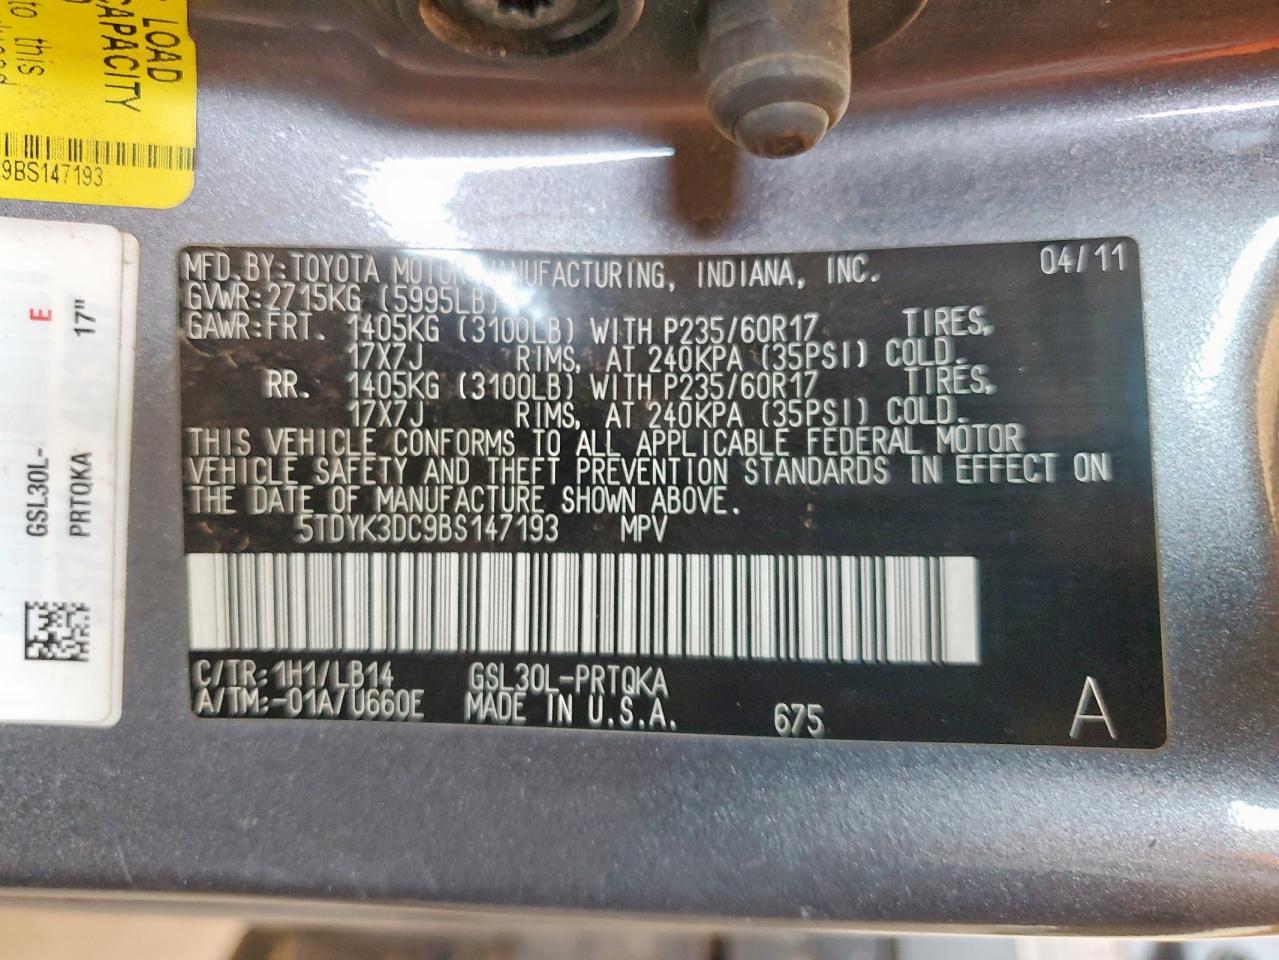 LOAD
CAPACITY
to this
9BS147193
E
17"
GSL30L-
PRTQKA
MFD.BY:TOYOTA MOTOR MANUFACTURING, INDIANA, INC. 04/11
GVWR:2715KG (5995LB)
GAWR:FRT. 1405KG (3100LB) WITH P235/60R17 TIRES,
17X7J RIMS, AT 240KPA (35PSI) COLD.
RR. 1405KG (3100LB) WITH P235/60R17 TIRES,
17X7J RIMS, AT 240KPA (35PSI) COLD.
THIS VEHICLE CONFORMS TO ALL APPLICABLE FEDERAL MOTOR
VEHICLE SAFETY AND THEFT PREVENTION STANDARDS IN EFFECT ON
THE DATE OF MANUFACTURE SHOWN ABOVE.
5TDYK3DC9BS147193 MPV
C/TR:1H1/LB14 GSL30L-PRTQKA
A/TM:-01A/U660E MADE IN U.S.A. 675 A